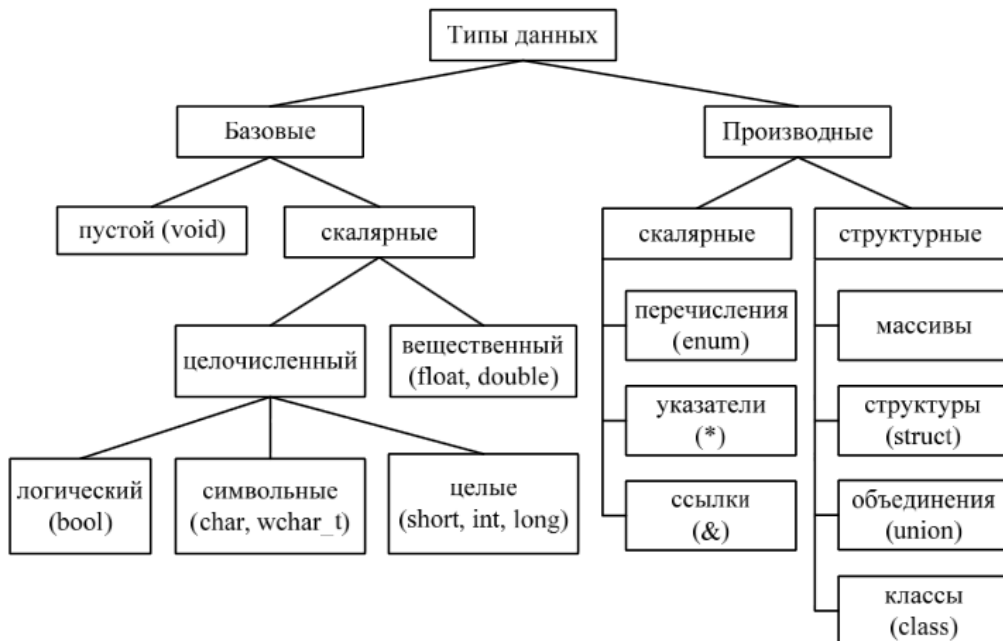 Типы данных
Базовые
Производные
пустой (void)
скалярные
скалярные
структурные
целочисленный
вещественный
(float, double)
логический
(bool)
символьные
(char, wchar_t)
целые
(short, int, long)
перечисления
(enum)
указатели
(*)
ссылки
(&)
массивы
структуры
(struct)
объединения
(union)
классы
(class)